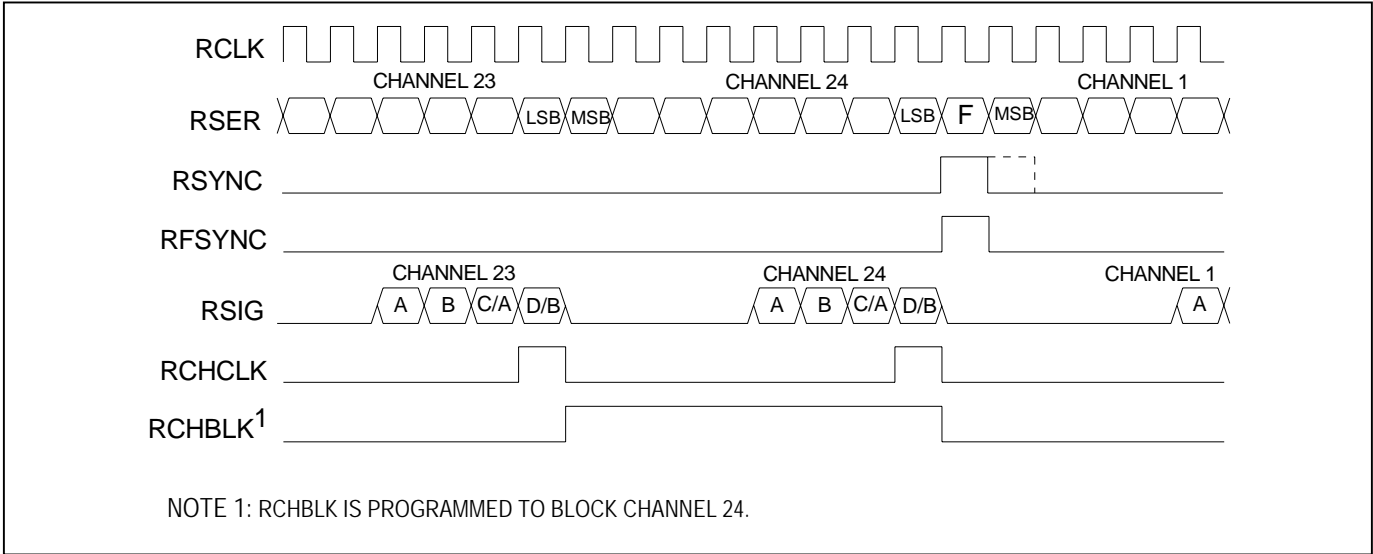 RCLK
CHANNEL 23 CHANNEL 24 CHANNEL 1
RSER LSB MSB LSB F MSB
RSYNC
RFSYNC
CHANNEL 23 CHANNEL 24 CHANNEL 1
RSIG A B C/A D/B A B C/A D/B A
RCHCLK
RCHBLK1
NOTE 1: RCHBLK IS PROGRAMMED TO BLOCK CHANNEL 24.